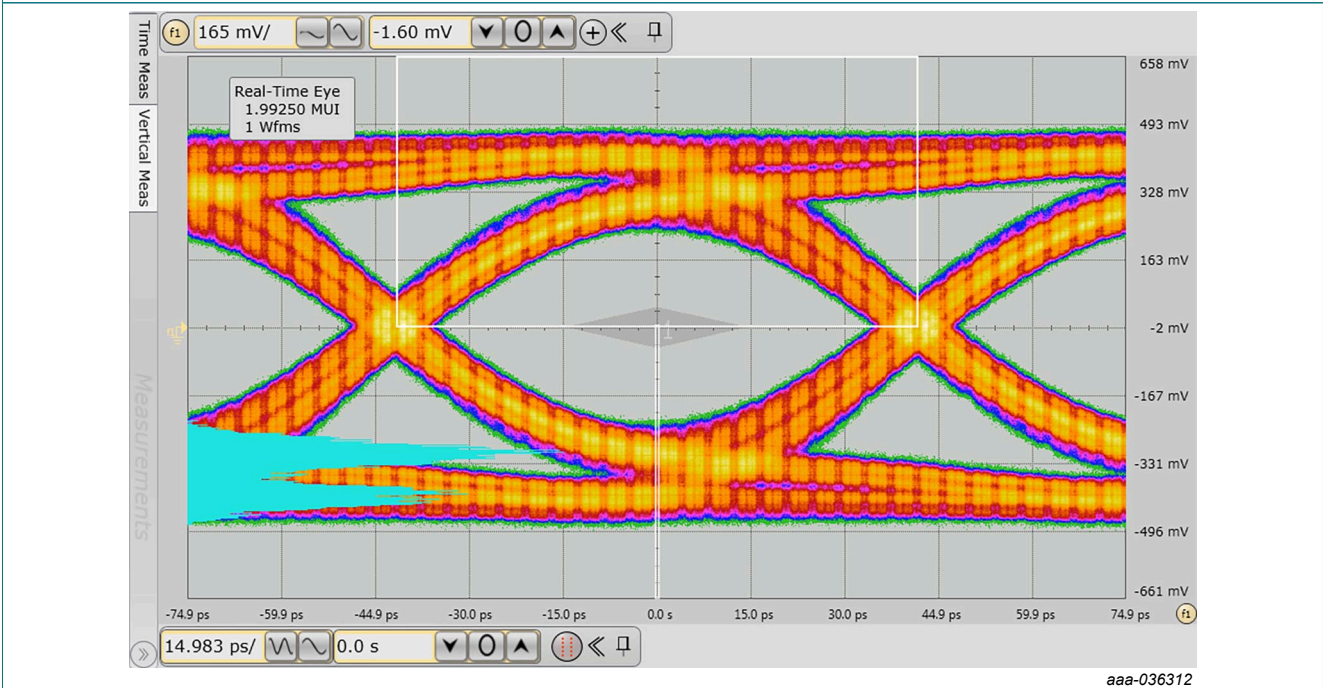 Time Meas
Vertical Meas
Measurements
f1
165 mV/
-1.60 mV
0
Real-Time Eye
1.99250 MUI
1 Wfms
658 mV
493 mV
328 mV
163 mV
-2 mV
-167 mV
-331 mV
-496 mV
-661 mV
1
-74.9 ps
-59.9 ps
-44.9 ps
-30.0 ps
-15.0 ps
0.0 s
15.0 ps
30.0 ps
44.9 ps
59.9 ps
74.9 ps
f1
14.983 ps/
0.0 s
0
aaa-036312